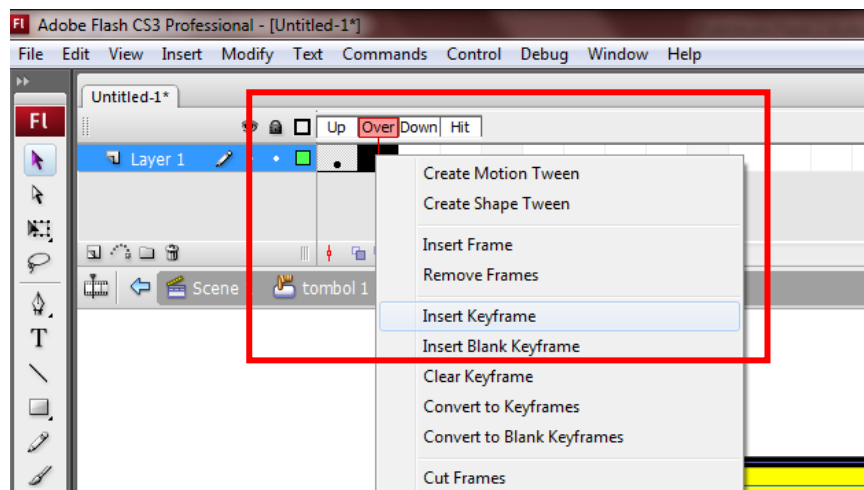 Fl Adobe Flash CS3 Professional - [Untitled-1*]
File Edit View Insert Modify Text Commands Control Debug Window Help
Untitled-1*
Fl
Up Over Down Hit
Layer 1
Create Motion Tween
Create Shape Tween
Insert Frame
Remove Frames
Scene
tombol 1
Insert Keyframe
Insert Blank Keyframe
T
Clear Keyframe
Convert to Keyframes
Convert to Blank Keyframes
Cut Frames